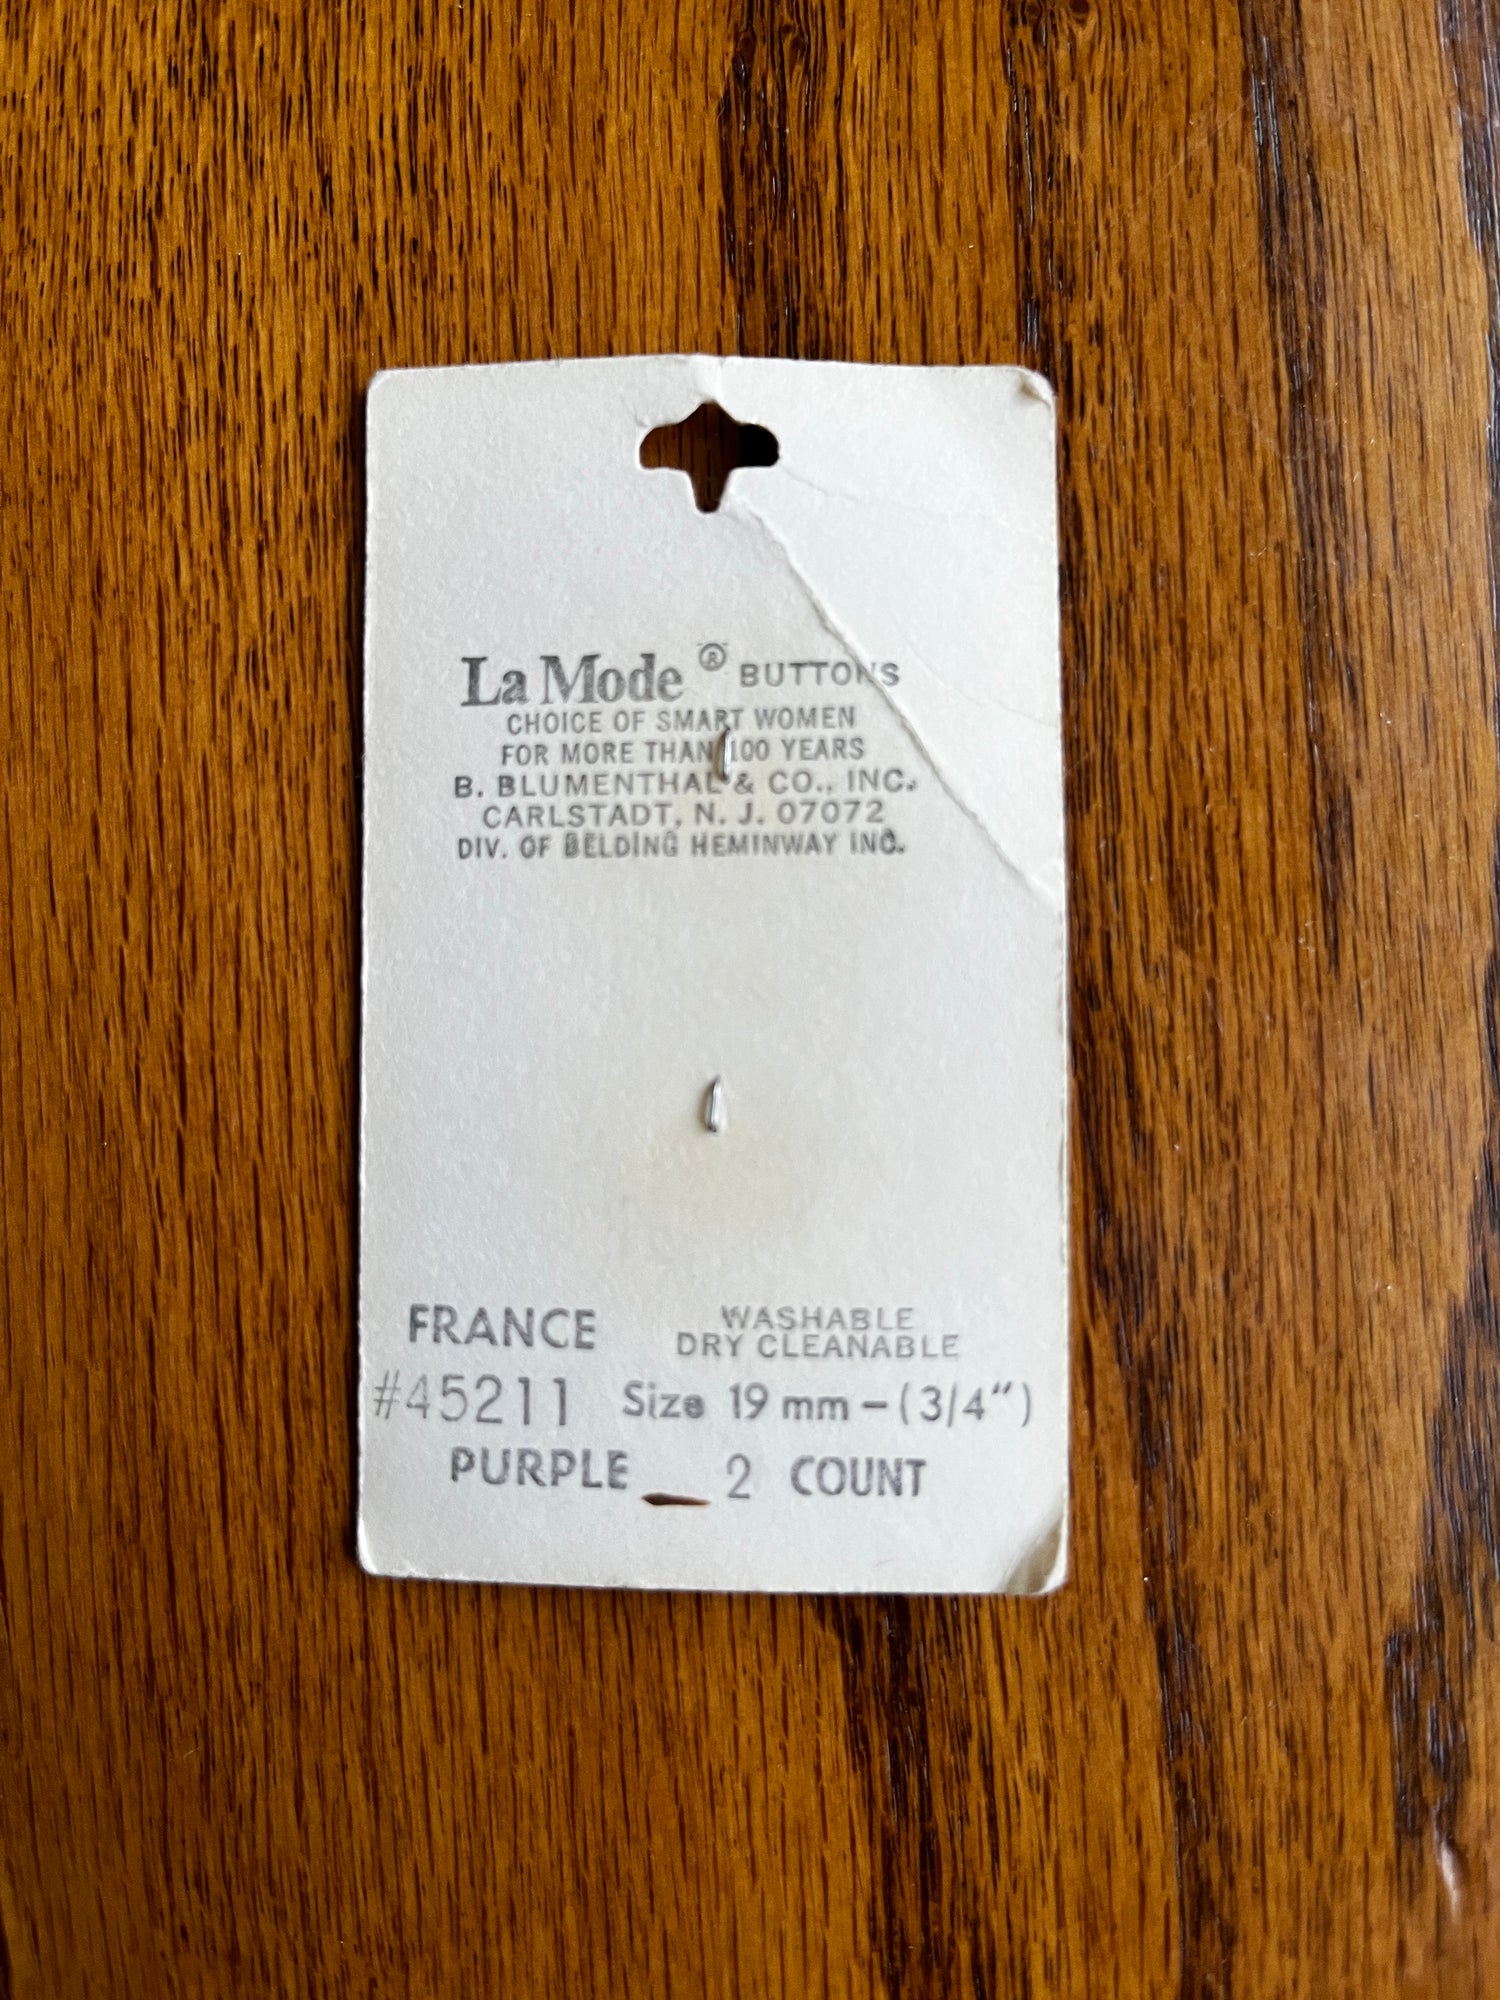 La Mode ® BUTTONS
CHOICE OF SMART WOMEN
FOR MORE THAN 100 YEARS
B. BLUMENTHAL & CO., INC.
CARLSTADT, N. J. 07072
DIV. OF BELDING HEMINWAY INC.
FRANCE
WASHABLE
DRY CLEANABLE
#45211 Size 19 mm – (3/4")
PURPLE 2 COUNT